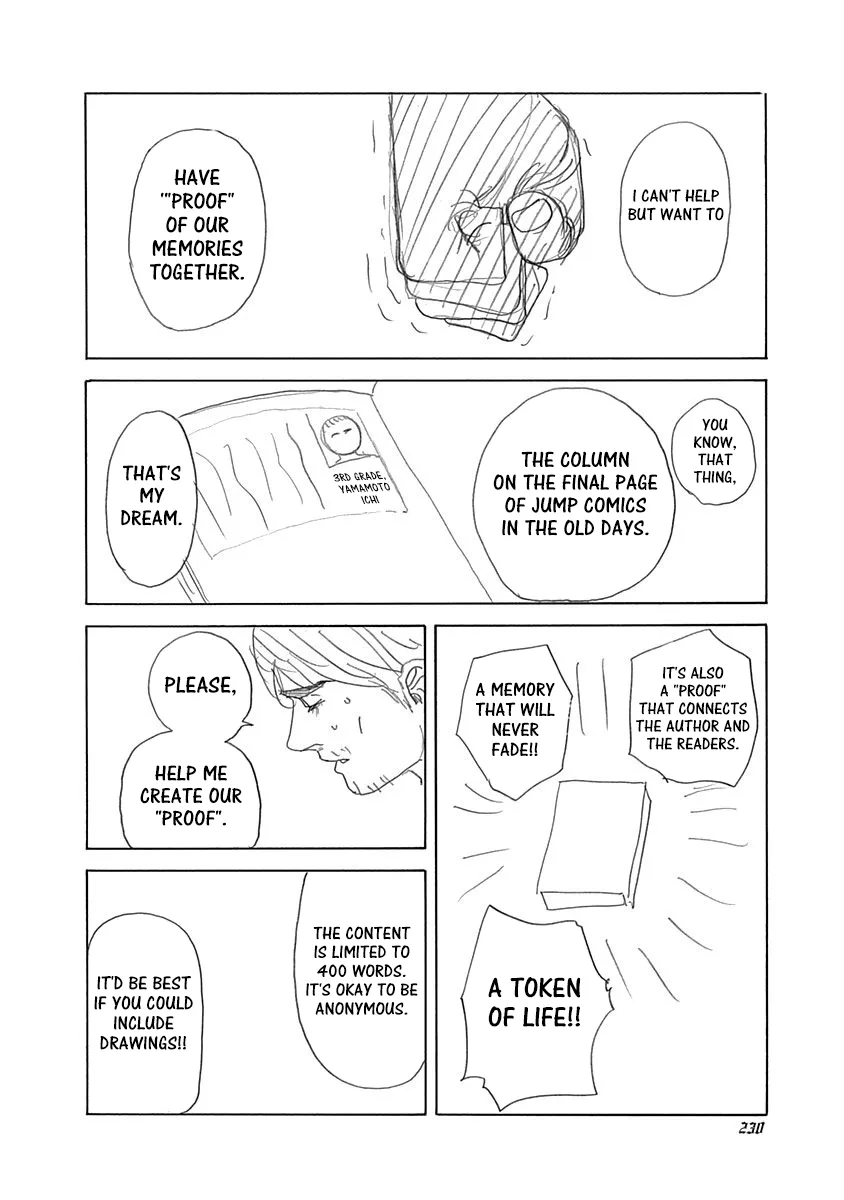 I CAN'T HELP
BUT WANT TO
HAVE
'"PROOF"
OF OUR
MEMORIES
TOGETHER.
YOU
KNOW,
THAT
THING,
THE COLUMN
ON THE FINAL PAGE
OF JUMP COMICS
IN THE OLD DAYS.
3RD GRADE,
YAMAMOTO
ICHI
THAT'S
MY
DREAM.
IT'S ALSO
A "PROOF"
THAT CONNECTS
THE AUTHOR AND
THE READERS.
A MEMORY
THAT WILL
NEVER
FADE!!
A TOKEN
OF LIFE!!
PLEASE,
HELP ME
CREATE OUR
"PROOF".
THE CONTENT
IS LIMITED TO
400 WORDS.
IT'S OKAY TO BE
ANONYMOUS.
IT'D BE BEST
IF YOU COULD
INCLUDE
DRAWINGS!!
230